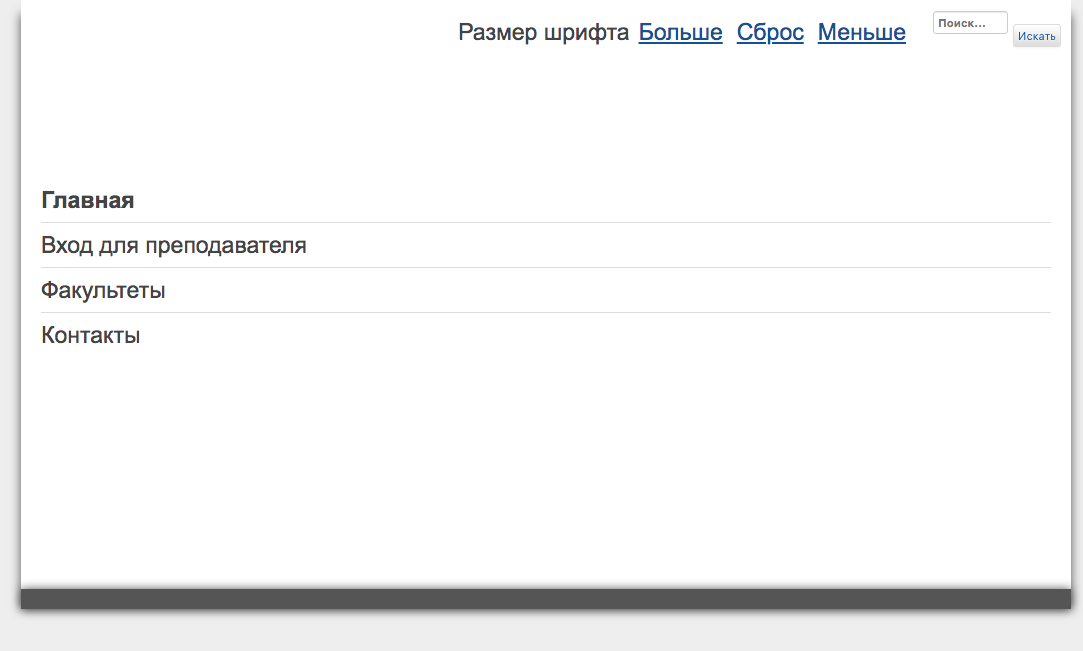 Размер шрифта Больше Сброс Меньше Поиск... Искать
Главная
Вход для преподавателя
Факультеты
Контакты